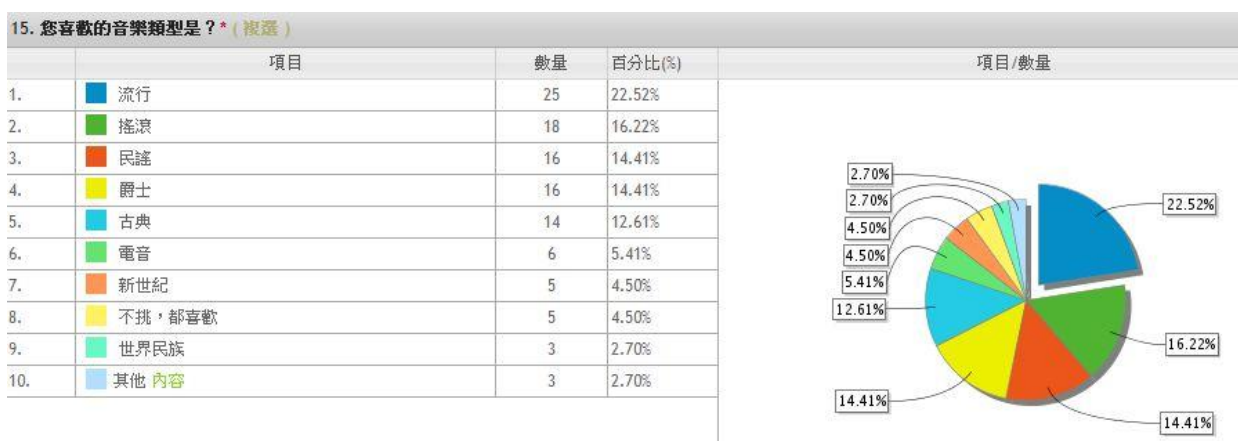 15. 您喜歡的音樂類型是？*（複選）
項目 數量 百分比(%) 項目/數量
1. 流行 25 22.52%
2. 搖滾 18 16.22%
3. 民謠 16 14.41%
4. 爵士 16 14.41%
5. 古典 14 12.61%
6. 電音 6 5.41%
7. 新世紀 5 4.50%
8. 不挑，都喜歡 5 4.50%
9. 世界民族 3 2.70%
10. 其他 內容 3 2.70%
2.70%
2.70%
22.52%
4.50%
4.50%
5.41%
12.61%
16.22%
14.41%
14.41%